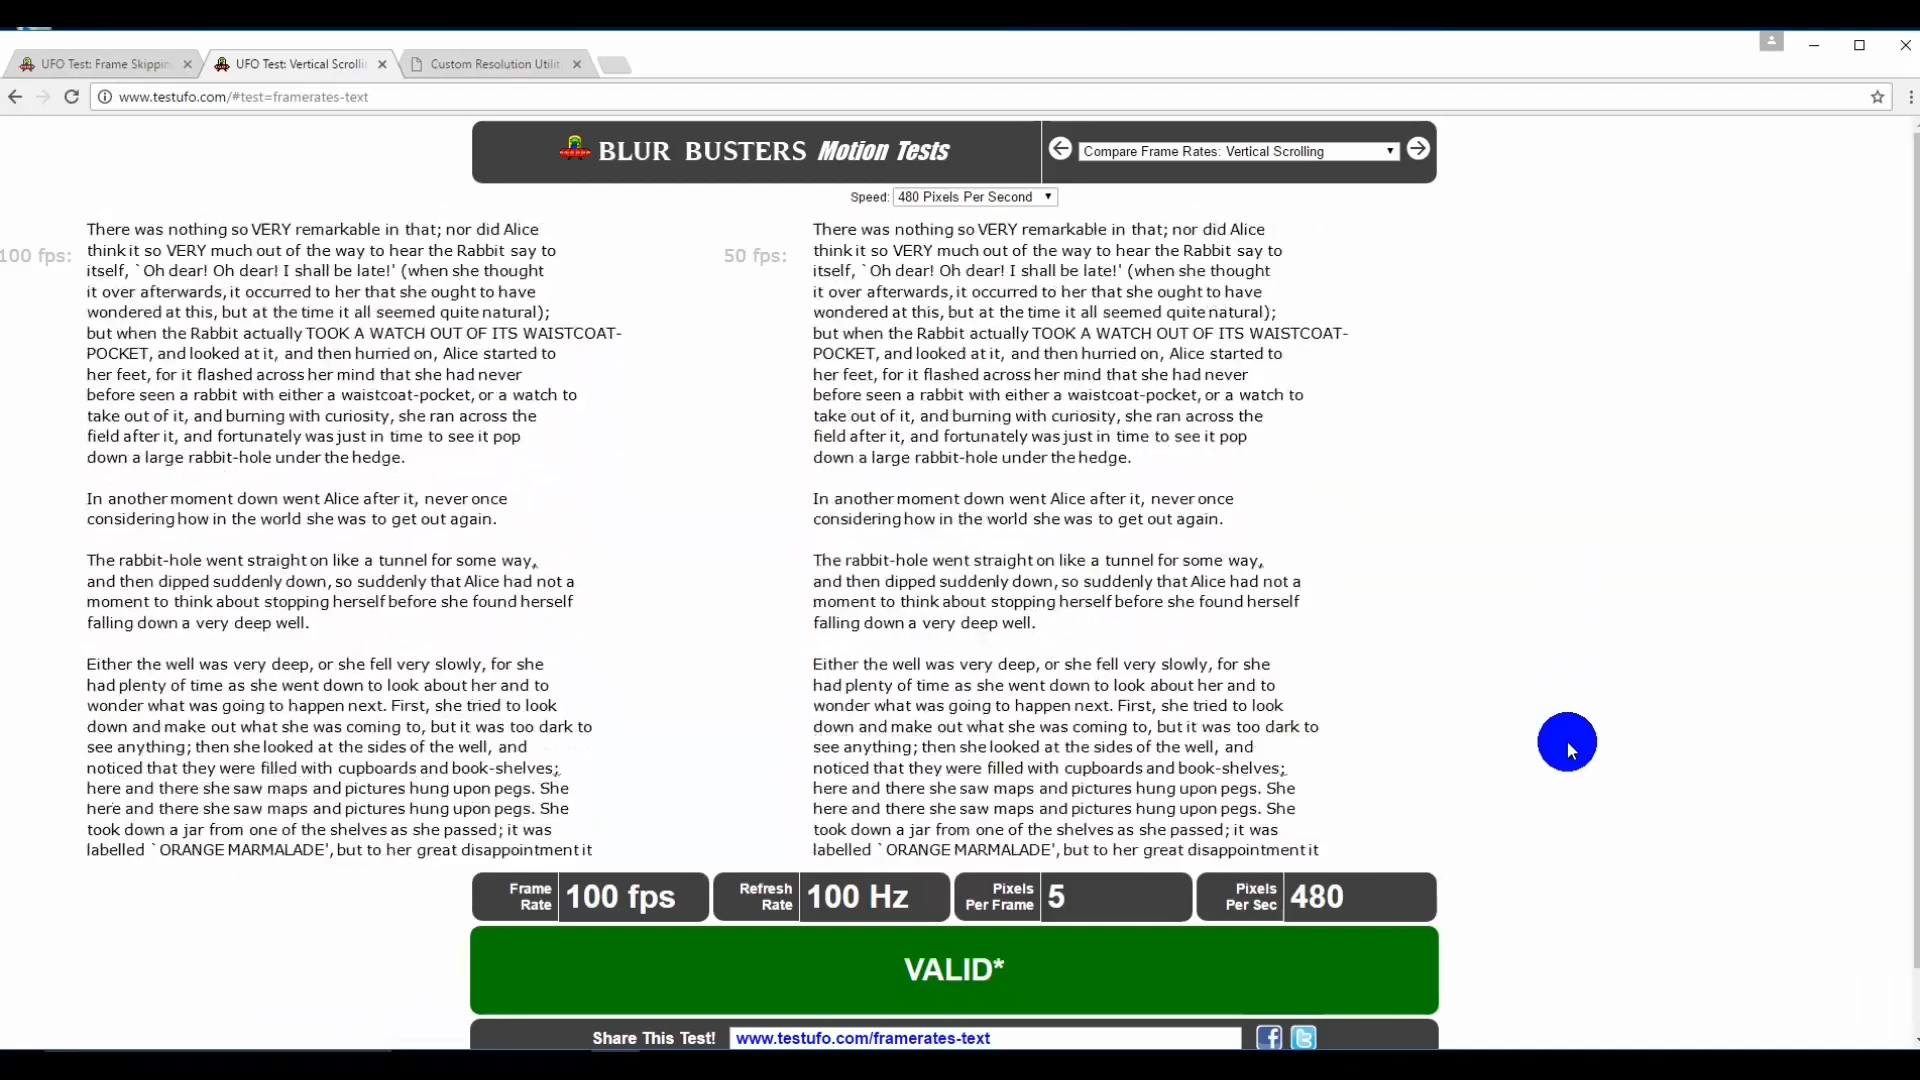 UFO Test: Frame Skippin
UFO Test: Vertical Scrolli
Custom Resolution Utilit
www.testufo.com/#test=framerates-text
BLUR BUSTERS Motion Tests
Compare Frame Rates: Vertical Scrolling
Speed: 480 Pixels Per Second
100 fps:
There was nothing so VERY remarkable in that; nor did Alice
think it so VERY much out of the way to hear the Rabbit say to
itself, `Oh dear! Oh dear! I shall be late!' (when she thought
it over afterwards, it occurred to her that she ought to have
wondered at this, but at the time it all seemed quite natural);
but when the Rabbit actually TOOK A WATCH OUT OF ITS WAISTCOAT-
POCKET, and looked at it, and then hurried on, Alice started to
her feet, for it flashed across her mind that she had never
before seen a rabbit with either a waistcoat-pocket, or a watch to
take out of it, and burning with curiosity, she ran across the
field after it, and fortunately was just in time to see it pop
down a large rabbit-hole under the hedge.
In another moment down went Alice after it, never once
considering how in the world she was to get out again.
The rabbit-hole went straight on like a tunnel for some way,
and then dipped suddenly down, so suddenly that Alice had not a
moment to think about stopping herself before she found herself
falling down a very deep well.
Either the well was very deep, or she fell very slowly, for she
had plenty of time as she went down to look about her and to
wonder what was going to happen next. First, she tried to look
down and make out what she was coming to, but it was too dark to
see anything; then she looked at the sides of the well, and
noticed that they were filled with cupboards and book-shelves;
here and there she saw maps and pictures hung upon pegs. She
here and there she saw maps and pictures hung upon pegs. She
took down a jar from one of the shelves as she passed; it was
labelled `ORANGE MARMALADE', but to her great disappointment it
50 fps:
There was nothing so VERY remarkable in that; nor did Alice
think it so VERY much out of the way to hear the Rabbit say to
itself, `Oh dear! Oh dear! I shall be late!' (when she thought
it over afterwards, it occurred to her that she ought to have
wondered at this, but at the time it all seemed quite natural);
but when the Rabbit actually TOOK A WATCH OUT OF ITS WAISTCOAT-
POCKET, and looked at it, and then hurried on, Alice started to
her feet, for it flashed across her mind that she had never
before seen a rabbit with either a waistcoat-pocket, or a watch to
take out of it, and burning with curiosity, she ran across the
field after it, and fortunately was just in time to see it pop
down a large rabbit-hole under the hedge.
In another moment down went Alice after it, never once
considering how in the world she was to get out again.
The rabbit-hole went straight on like a tunnel for some way,
and then dipped suddenly down, so suddenly that Alice had not a
moment to think about stopping herself before she found herself
falling down a very deep well.
Either the well was very deep, or she fell very slowly, for she
had plenty of time as she went down to look about her and to
wonder what was going to happen next. First, she tried to look
down and make out what she was coming to, but it was too dark to
see anything; then she looked at the sides of the well, and
noticed that they were filled with cupboards and book-shelves;
here and there she saw maps and pictures hung upon pegs. She
here and there she saw maps and pictures hung upon pegs. She
took down a jar from one of the shelves as she passed; it was
labelled `ORANGE MARMALADE', but to her great disappointment it
Frame Rate 100 fps
Refresh Rate 100 Hz
Pixels Per Frame 5
Pixels Per Sec 480
VALID*
Share This Test! www.testufo.com/framerates-text